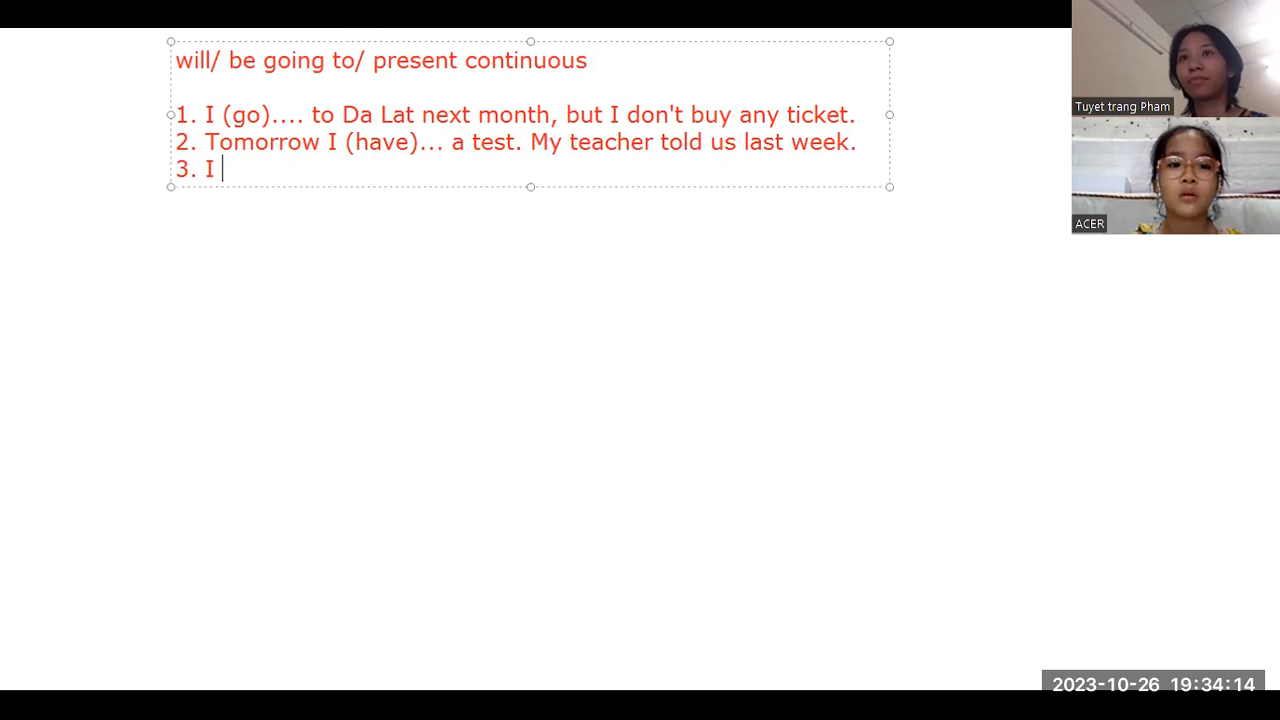 will/ be going to/ present continuous
1. I (go).... to Da Lat next month, but I don't buy any ticket.
2. Tomorrow I (have)... a test. My teacher told us last week.
3. I
Tuyet trang Pham
ACER
2023-10-26 19:34:14